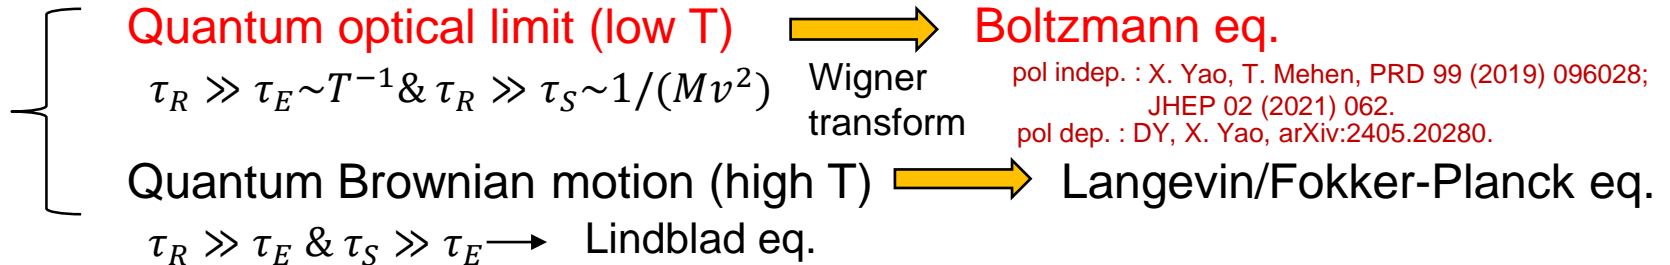 Quantum optical limit (low T) Boltzmann eq.
τ_R ≫ τ_E~T⁻¹& τ_R ≫ τ_S~1/(Mv²)
Wigner
transform
pol indep. : X. Yao, T. Mehen, PRD 99 (2019) 096028;
JHEP 02 (2021) 062.
pol dep. : DY, X. Yao, arXiv:2405.20280.
Quantum Brownian motion (high T) Langevin/Fokker-Planck eq.
τ_R ≫ τ_E & τ_S ≫ τ_E Lindblad eq.